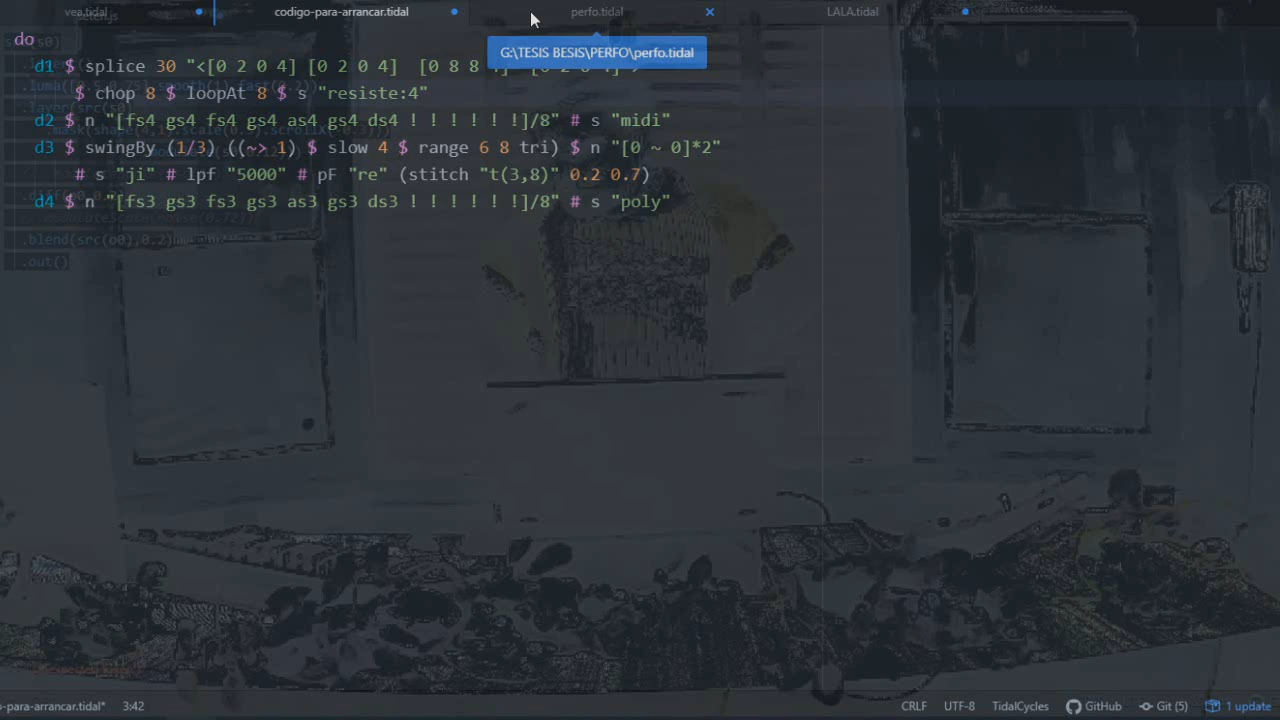 vea.tidal codigo-para-arrancar.tidal perfo.tidal LALA.tidal
do
G:\TESIS BESIS\PERFO\perfo.tidal
d1 $ splice 30 "<[0 2 0 4] [0 2 0 4] [0 8 8
$ chop 8 $ loopAt 8 $ s "resiste:4"
d2 $ n "[fs4 gs4 fs4 gs4 as4 gs4 ds4 ! ! ! ! ! !]/8" # s "midi"
d3 $ swingBy (1/3) ((~> 1) $ slow 4 $ range 6 8 tri) $ n "[0 ~ 0]*2"
# s "ji" # lpf "5000" # pF "re" (stitch "t(3,8)" 0.2 0.7)
d4 $ n "[fs3 gs3 fs3 gs3 as3 gs3 ds3 ! ! ! ! ! !]/8" # s "poly"
.blend(src(o0),0.2)
.out()
o-para-arrancar.tidal* 3:42 CRLF UTF-8 TidalCycles GitHub Git (5) 1 update